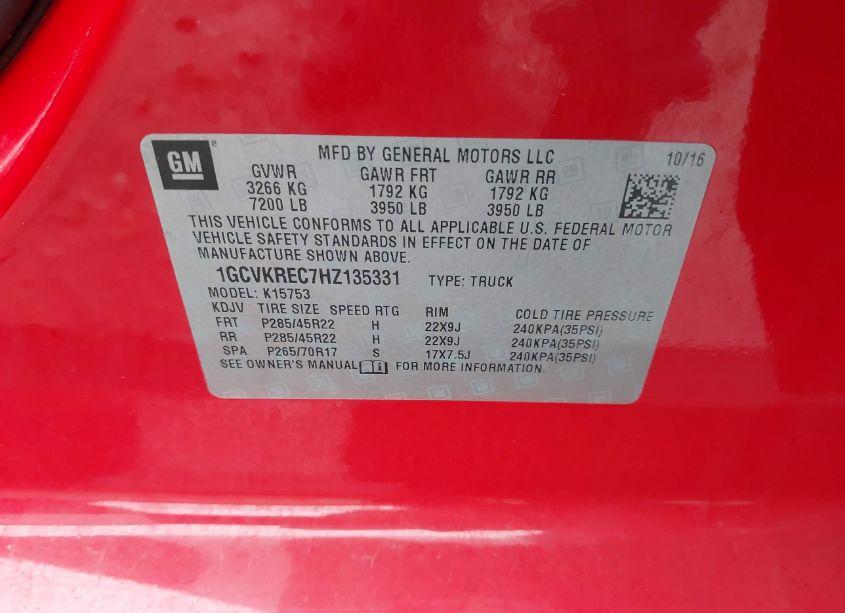 GM
MFD BY GENERAL MOTORS LLC 10/16
GVWR GAWR FRT GAWR RR
3266 KG 1792 KG 1792 KG
7200 LB 3950 LB 3950 LB
THIS VEHICLE CONFORMS TO ALL APPLICABLE U.S. FEDERAL MOTOR
VEHICLE SAFETY STANDARDS IN EFFECT ON THE DATE OF
MANUFACTURE SHOWN ABOVE.
1GCVKREC7HZ135331 TYPE: TRUCK
MODEL: K15753
KDJV TIRE SIZE SPEED RTG RIM COLD TIRE PRESSURE
FRT P285/45R22 H 22X9J 240KPA(35PSI)
RR P285/45R22 H 22X9J 240KPA(35PSI)
SPA P265/70R17 S 17X7.5J 240KPA(35PSI)
SEE OWNER'S MANUAL i FOR MORE INFORMATION.